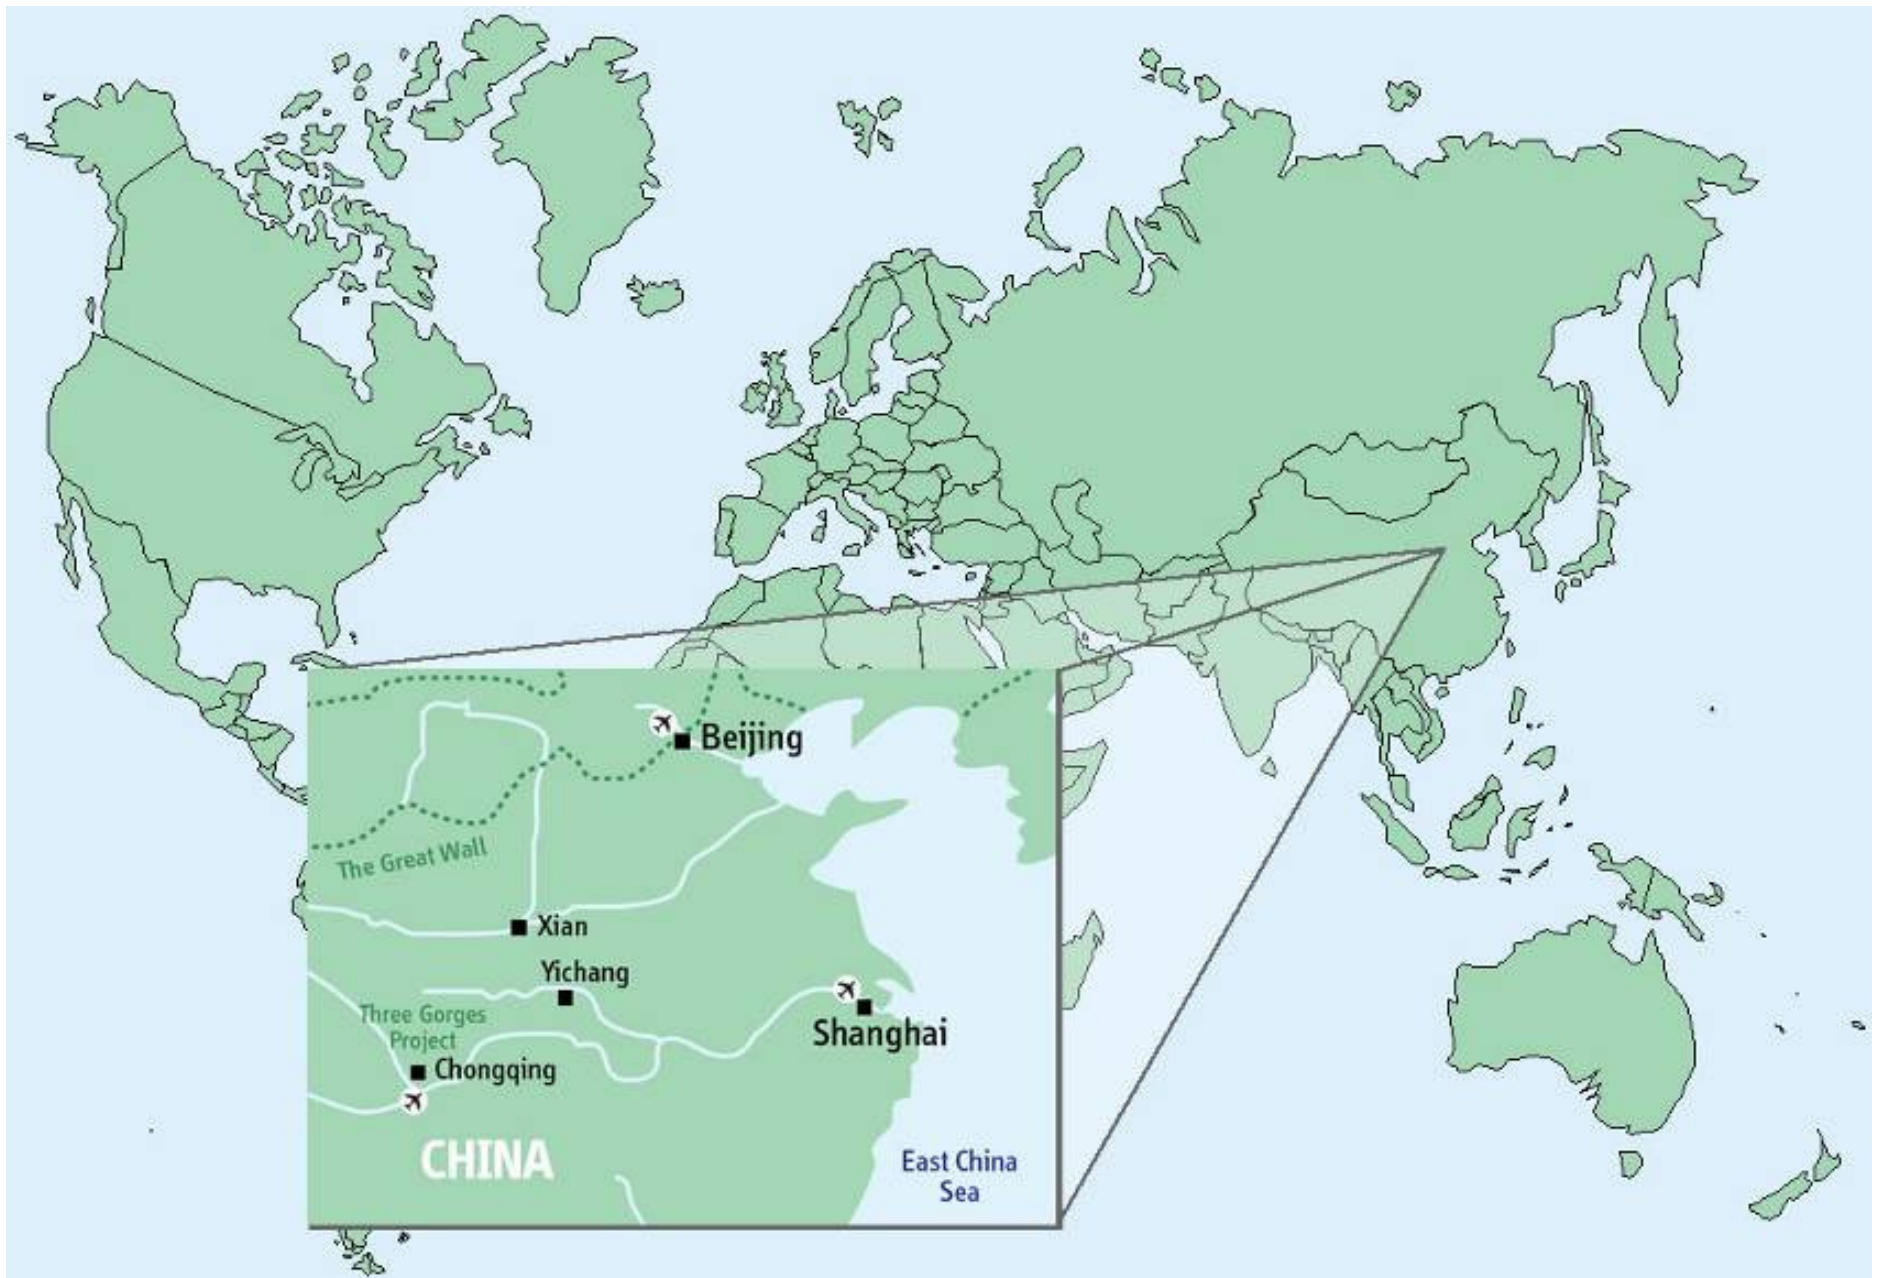 Beijing
The Great Wall
Xian
Yichang
Three Gorges
Project
Shanghai
Chongqing
CHINA
East China
Sea